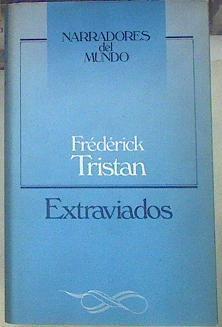 NARRADORES
del
MUNDO
Frédérick
Tristan
Extraviados